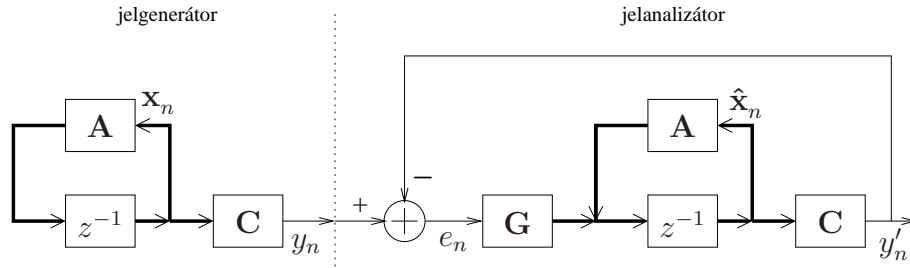 jelgenerátor
jelanalizátor
A
x_n
z^{-1}
C
y_n
+
−
e_n
G
A
x̂_n
z^{-1}
C
y'_n